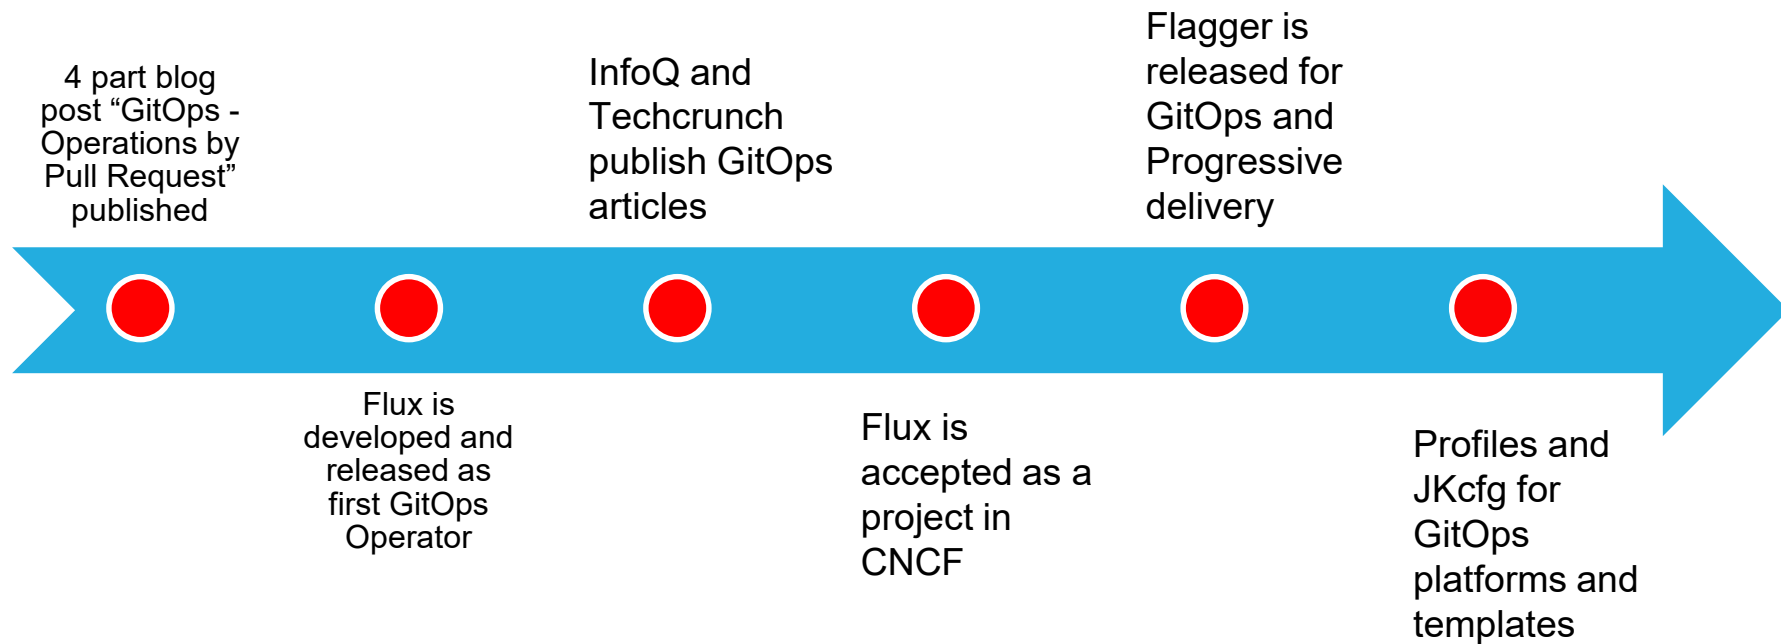 4 part blog
post “GitOps -
Operations by
Pull Request”
published
Flux is
developed and
released as
first GitOps
Operator
InfoQ and
Techcrunch
publish GitOps
articles
Flux is
accepted as a
project in
CNCF
Flagger is
released for
GitOps and
Progressive
delivery
Profiles and
JKcfg for
GitOps
platforms and
templates